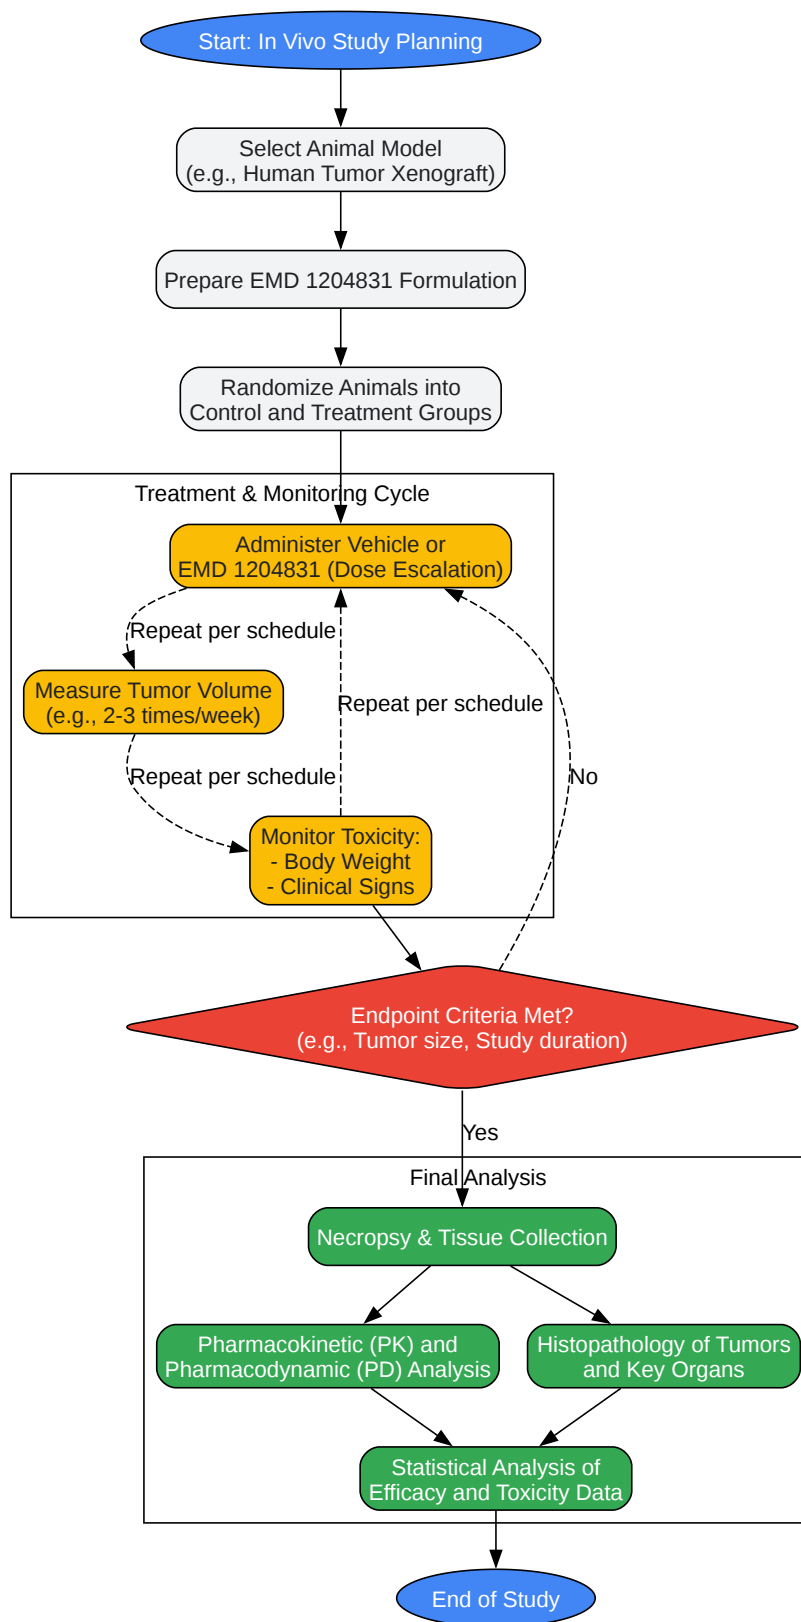 Start: In Vivo Study Planning
Select Animal Model
(e.g., Human Tumor Xenograft)
Prepare EMD 1204831 Formulation
Randomize Animals into
Control and Treatment Groups
Treatment & Monitoring Cycle
Administer Vehicle or
EMD 1204831 (Dose Escalation)
Repeat per schedule
Measure Tumor Volume
(e.g., 2-3 times/week)
Repeat per schedule
Repeat per schedule
No
Monitor Toxicity:
- Body Weight
- Clinical Signs
Endpoint Criteria Met?
(e.g., Tumor size, Study duration)
Yes
Final Analysis
Necropsy & Tissue Collection
Pharmacokinetic (PK) and
Pharmacodynamic (PD) Analysis
Histopathology of Tumors
and Key Organs
Statistical Analysis of
Efficacy and Toxicity Data
End of Study